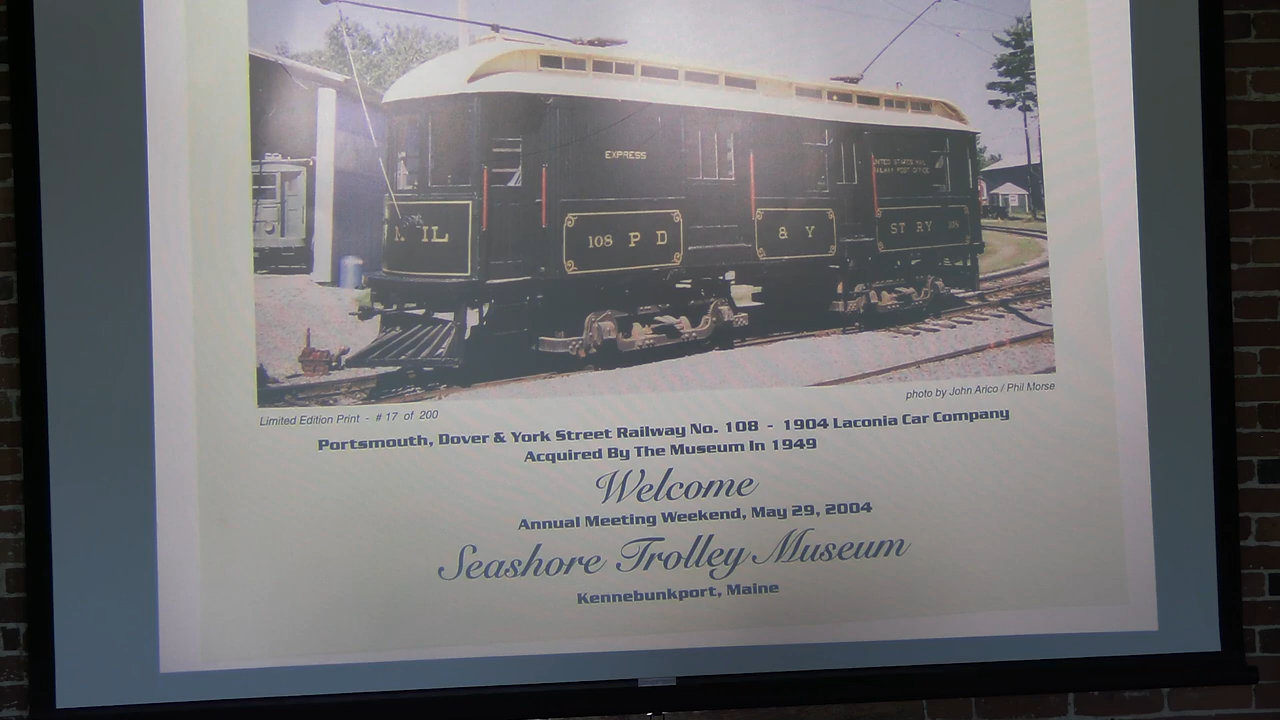 EXPRESS
UNITED STATES MAIL
RAILWAY POST OFFICE
108 P D
& Y
ST RY
photo by John Arico / Phil Morse
Limited Edition Print - # 17 of 200
Portsmouth, Dover & York Street Railway No. 108 - 1904 Laconia Car Company
Acquired By The Museum In 1949
Welcome
Annual Meeting Weekend, May 29, 2004
Seashore Trolley Museum
Kennebunkport, Maine